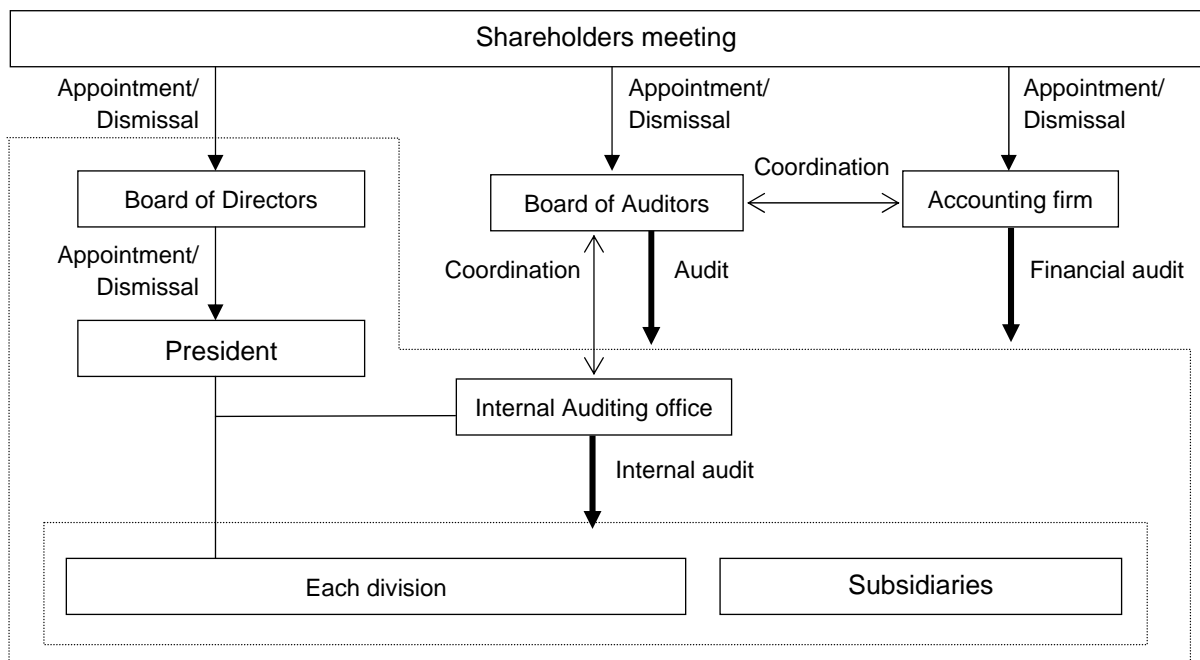 Shareholders meeting
Appointment/
Dismissal
Appointment/
Dismissal
Appointment/
Dismissal
Board of Directors
Board of Auditors
Coordination
Accounting firm
Appointment/
Dismissal
Coordination
Audit
Financial audit
President
Internal Auditing office
Internal audit
Each division
Subsidiaries